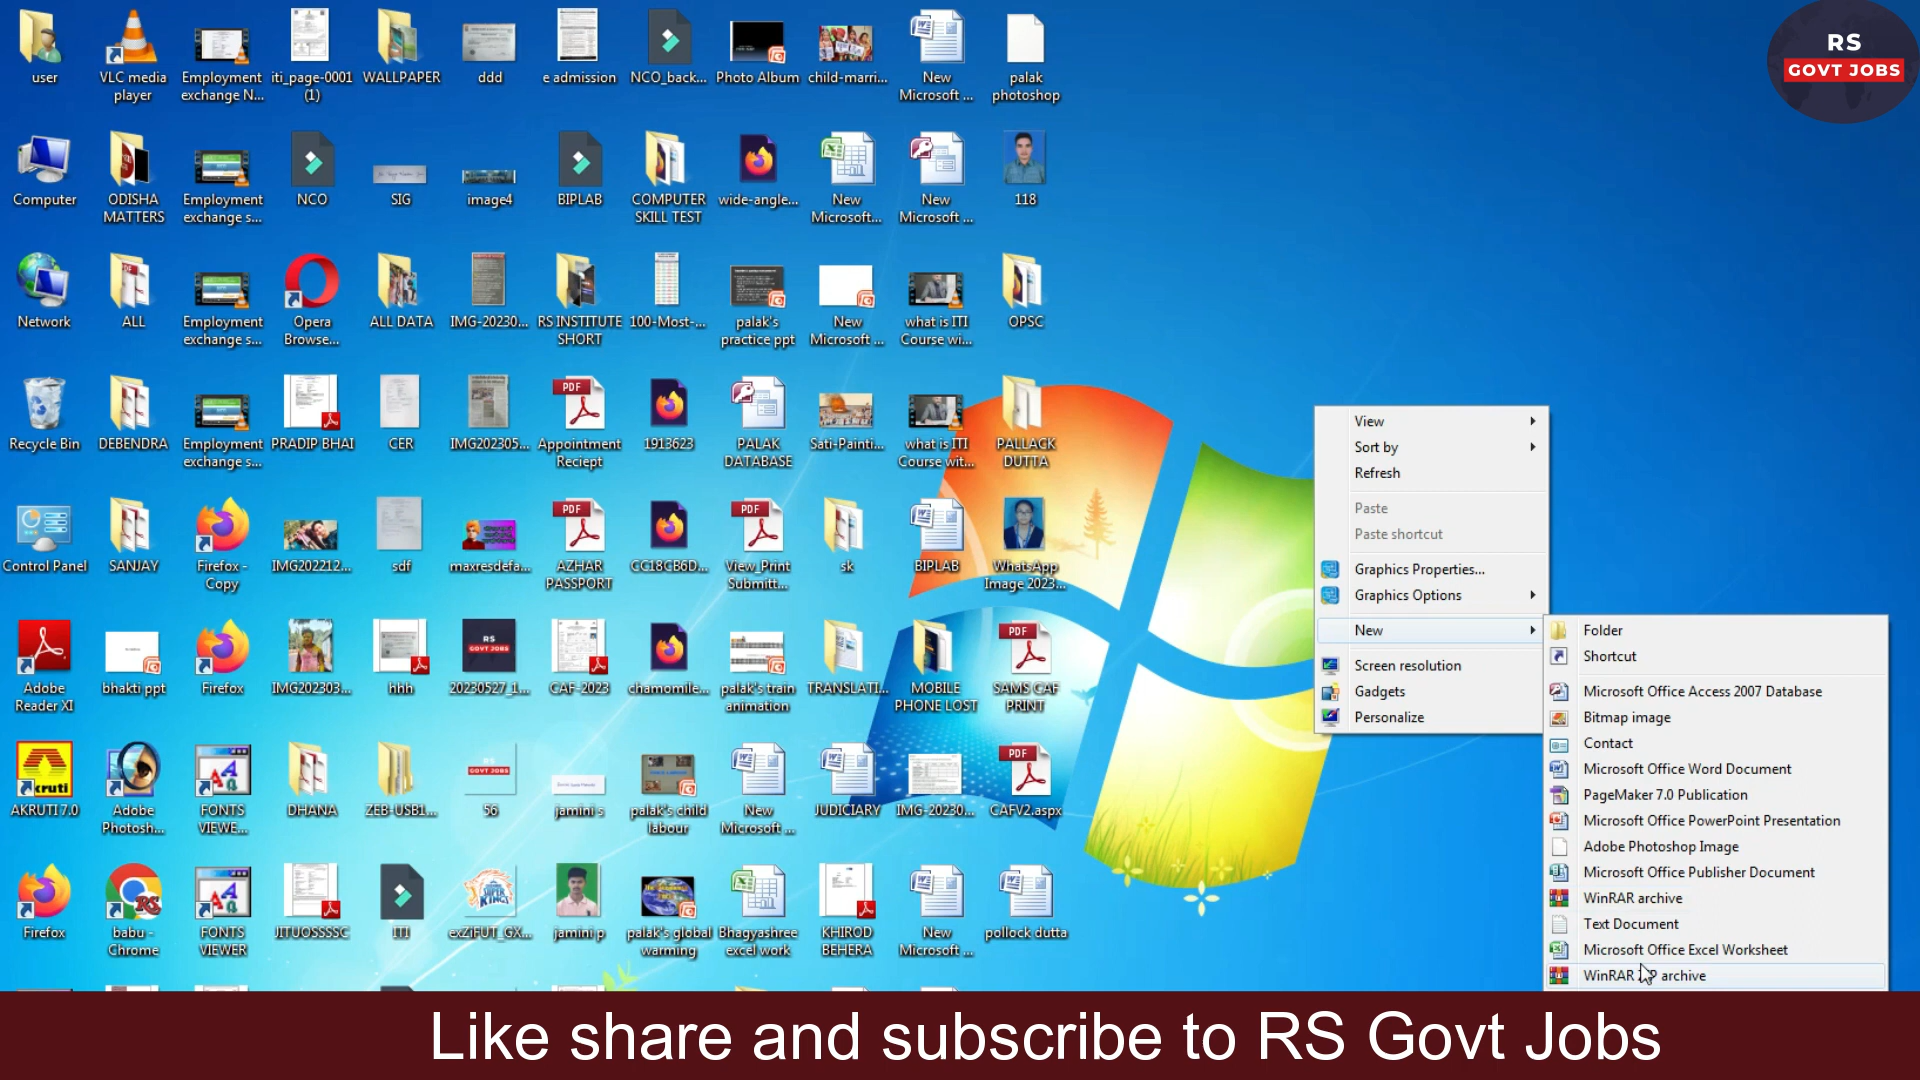 user
VLC media
player
Employment
exchange N...
iti_page-0001
(1)
WALLPAPER
ddd
e admission
NCO_back...
Photo Album
child-marri...
New
Microsoft ...
palak
photoshop
RS
GOVT JOBS
Computer
ODISHA
MATTERS
Employment
exchange s...
NCO
SIG
image4
BIPLAB
COMPUTER
SKILL TEST
wide-angle...
New
Microsoft...
New
Microsoft ...
118
Network
ALL
Employment
exchange s...
Opera
Browse...
ALL DATA
IMG-20230...
RS INSTITUTE
SHORT
100-Most-...
palak's
practice ppt
New
Microsoft ...
what is ITI
Course wi...
OPSC
Recycle Bin
DEBENDRA
Employment
exchange s...
PRADIP BHAI
CER
IMG202305...
PDF
Appointment
Reciept
1913623
PALAK
DATABASE
Sati-Painti...
what is ITI
Course wit...
PALLACK
DUTTA
Control Panel
SANJAY
Firefox -
Copy
IMG202212...
sdf
maxresdefa...
PDF
AZHAR
PASSPORT
CC18CB6D...
PDF
View_Print
Submitt...
sk
BIPLAB
WhatsApp
Image 2023...
Adobe
Reader XI
bhakti ppt
Firefox
IMG202303...
hhh
RS
GOVT JOBS
20230527_1...
CAF-2023
chamomile...
palak's train
animation
TRANSLATI...
MOBILE
PHONE LOST
PDF
SAMS CAF
PRINT
AKRUTI 7.0
Adobe
Photosh...
FONTS
VIEWE...
DHANA
ZEB-USB1...
GOVT JOBS
56
jamini s
palak's child
labour
New
Microsoft ...
JUDICIARY
IMG-20230...
PDF
CAFV2.aspx
Firefox
babu -
Chrome
FONTS
VIEWER
JITUOSSSSC
ITI
exZiFUT_GX...
jamini p
palak's global
warming
Bhagyashree
excel work
KHIROD
BEHERA
New
Microsoft ...
pollock dutta
View
Sort by
Refresh
Paste
Paste shortcut
Graphics Properties...
Graphics Options
New
Screen resolution
Gadgets
Personalize
Folder
Shortcut
Microsoft Office Access 2007 Database
Bitmap image
Contact
Microsoft Office Word Document
PageMaker 7.0 Publication
Microsoft Office PowerPoint Presentation
Adobe Photoshop Image
Microsoft Office Publisher Document
WinRAR archive
Text Document
Microsoft Office Excel Worksheet
WinRAR archive
Like share and subscribe to RS Govt Jobs